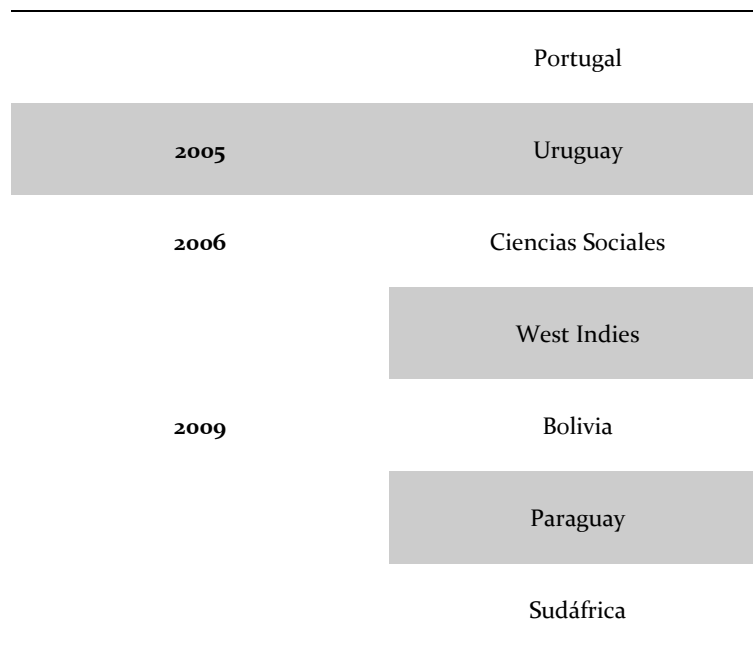 Portugal
2005 Uruguay
2006 Ciencias Sociales
West Indies
2009 Bolivia
Paraguay
Sudáfrica